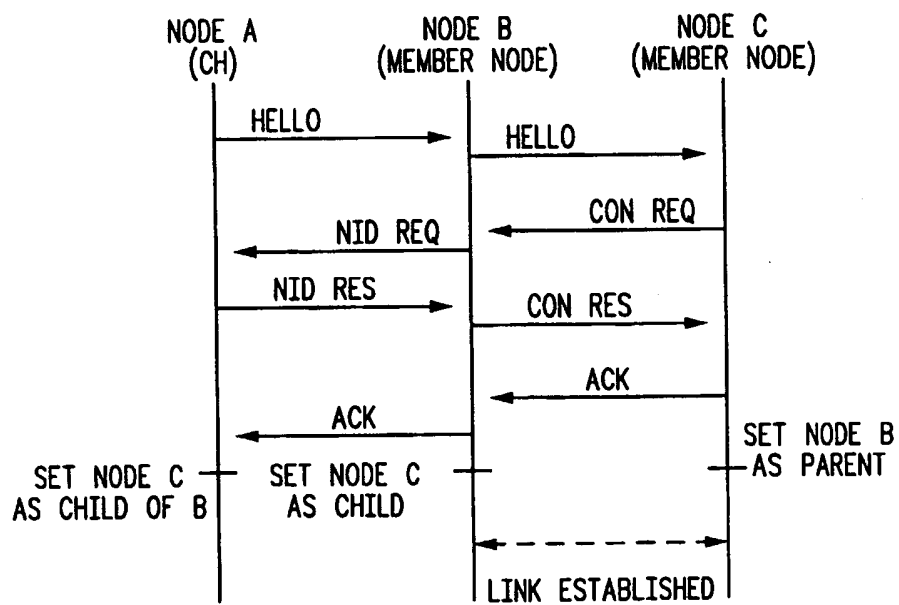 NODE A
(CH)
NODE B
(MEMBER NODE)
NODE C
(MEMBER NODE)
HELLO
HELLO
CON REQ
NID REQ
NID RES
CON RES
ACK
ACK
SET NODE B
AS PARENT
SET NODE C
AS CHILD OF B
SET NODE C
AS CHILD
LINK ESTABLISHED